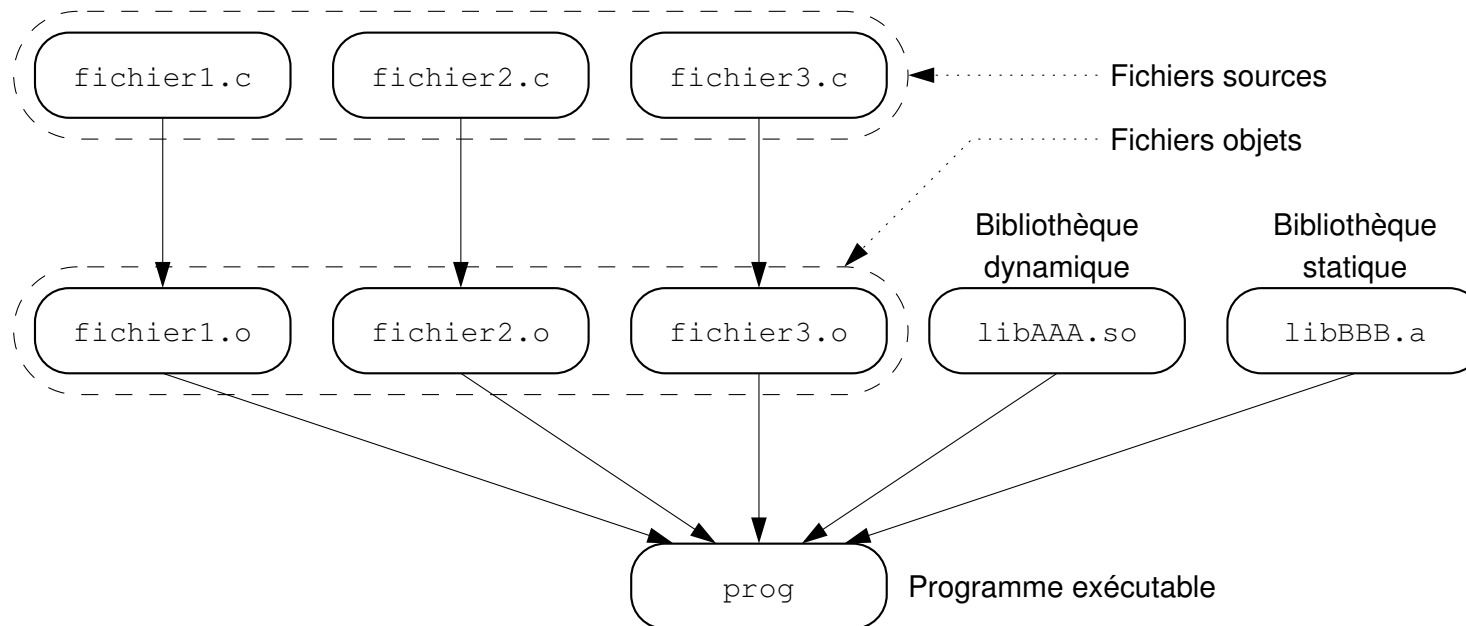 fichier1.c
fichier2.c
fichier3.c
Fichiers sources
Fichiers objets
Bibliothèque
dynamique
Bibliothèque
statique
fichier1.o
fichier2.o
fichier3.o
libAAA.so
libBBB.a
prog
Programme exécutable